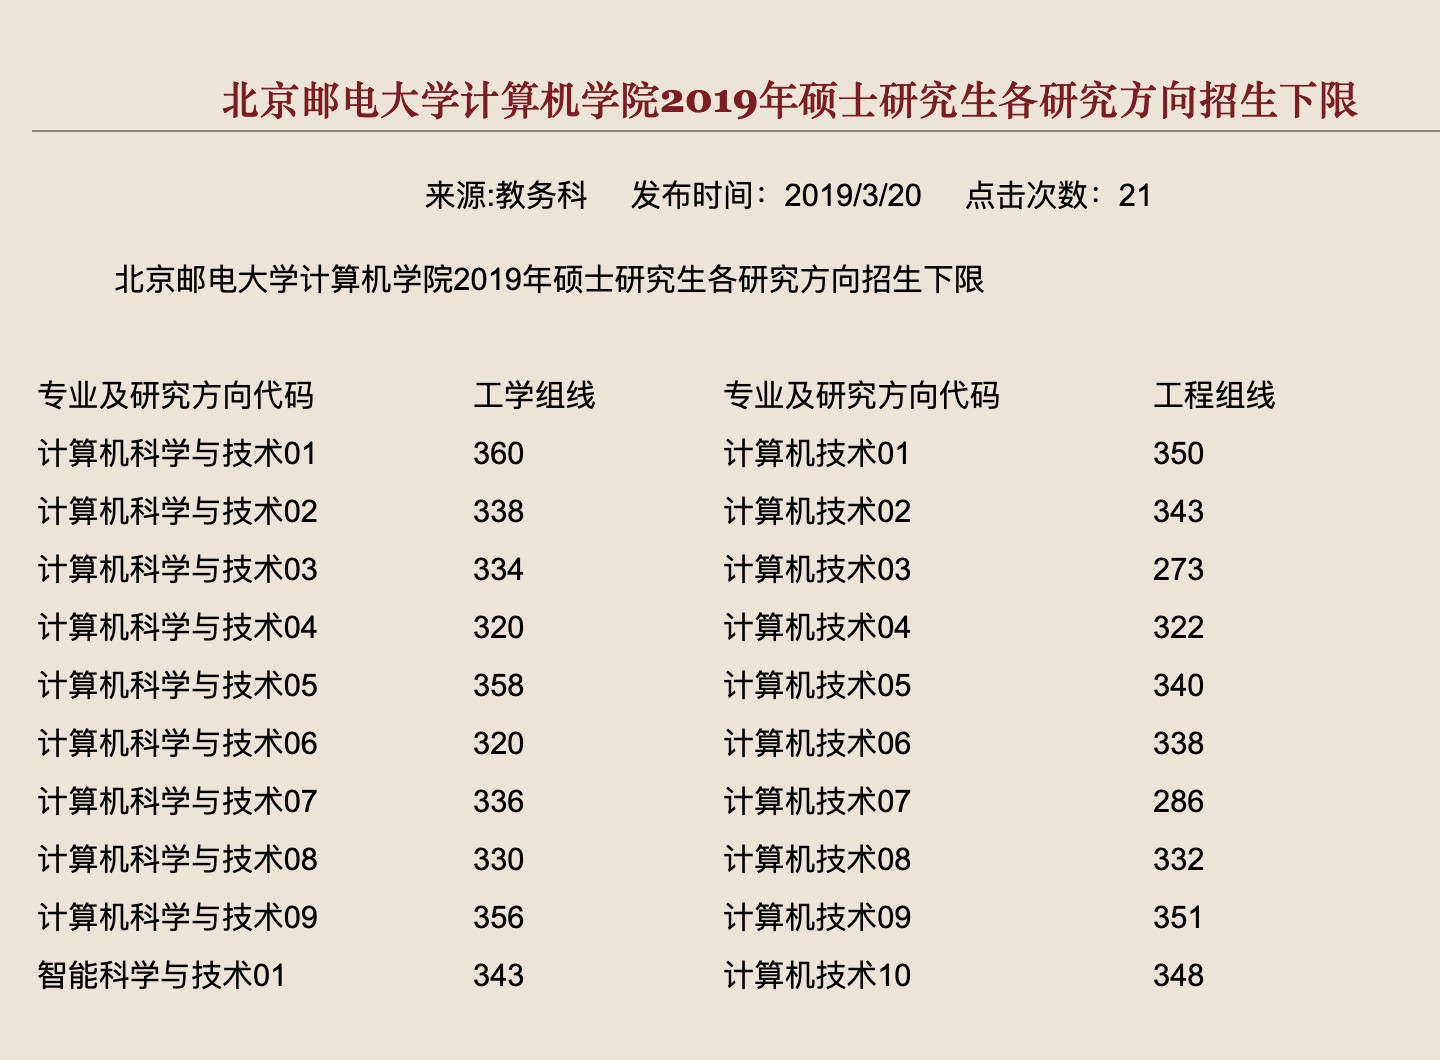 北京邮电大学计算机学院2019年硕士研究生各研究方向招生下限
来源:教务科 发布时间：2019/3/20 点击次数：21
北京邮电大学计算机学院2019年硕士研究生各研究方向招生下限
专业及研究方向代码 工学组线 专业及研究方向代码 工程组线
计算机科学与技术01 360 计算机技术01 350
计算机科学与技术02 338 计算机技术02 343
计算机科学与技术03 334 计算机技术03 273
计算机科学与技术04 320 计算机技术04 322
计算机科学与技术05 358 计算机技术05 340
计算机科学与技术06 320 计算机技术06 338
计算机科学与技术07 336 计算机技术07 286
计算机科学与技术08 330 计算机技术08 332
计算机科学与技术09 356 计算机技术09 351
智能科学与技术01 343 计算机技术10 348